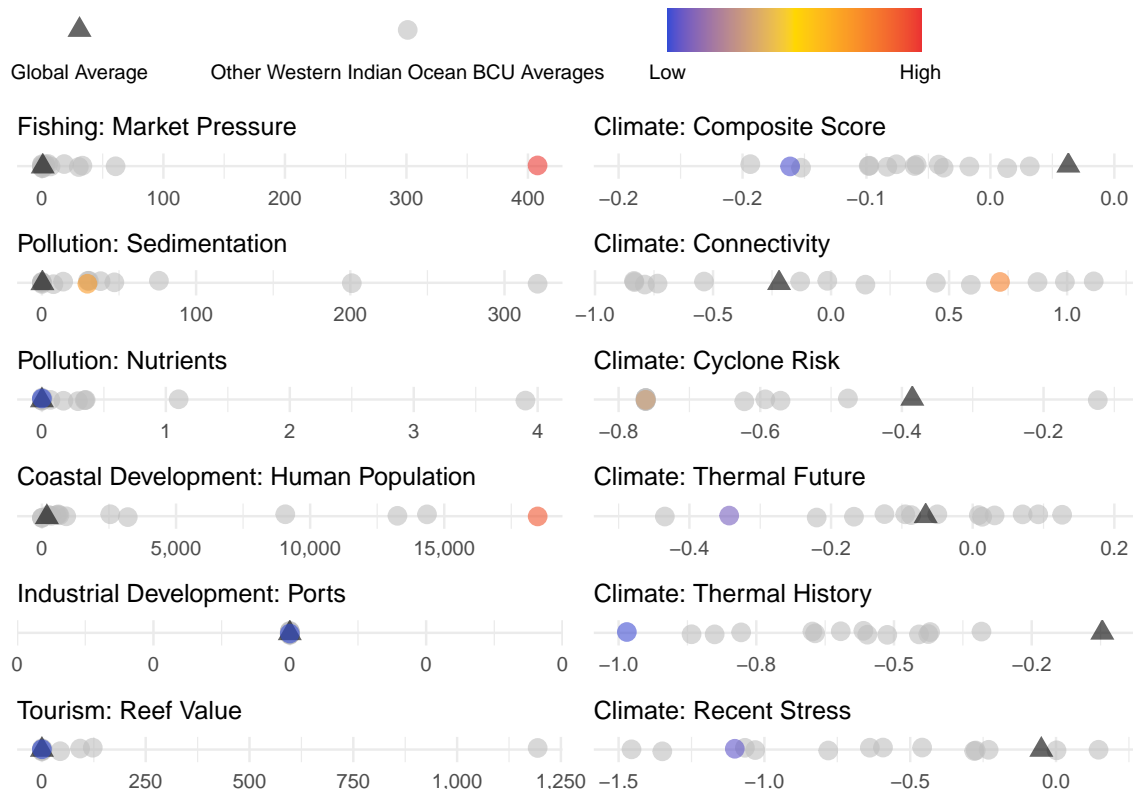 Global Average
Other Western Indian Ocean BCU Averages
Low
High
Fishing: Market Pressure
0 100 200 300 400
Pollution: Sedimentation
0 100 200 300
Pollution: Nutrients
0 1 2 3 4
Coastal Development: Human Population
0 5,000 10,000 15,000
Industrial Development: Ports
0 0 0 0 0
Tourism: Reef Value
0 250 500 750 1,000 1,250
Climate: Composite Score
−0.2 −0.2 −0.1 0.0 0.0
Climate: Connectivity
−1.0 −0.5 0.0 0.5 1.0
Climate: Cyclone Risk
−0.8 −0.6 −0.4 −0.2
Climate: Thermal Future
−0.4 −0.2 0.0 0.2
Climate: Thermal History
−1.0 −0.8 −0.5 −0.2
Climate: Recent Stress
−1.5 −1.0 −0.5 0.0